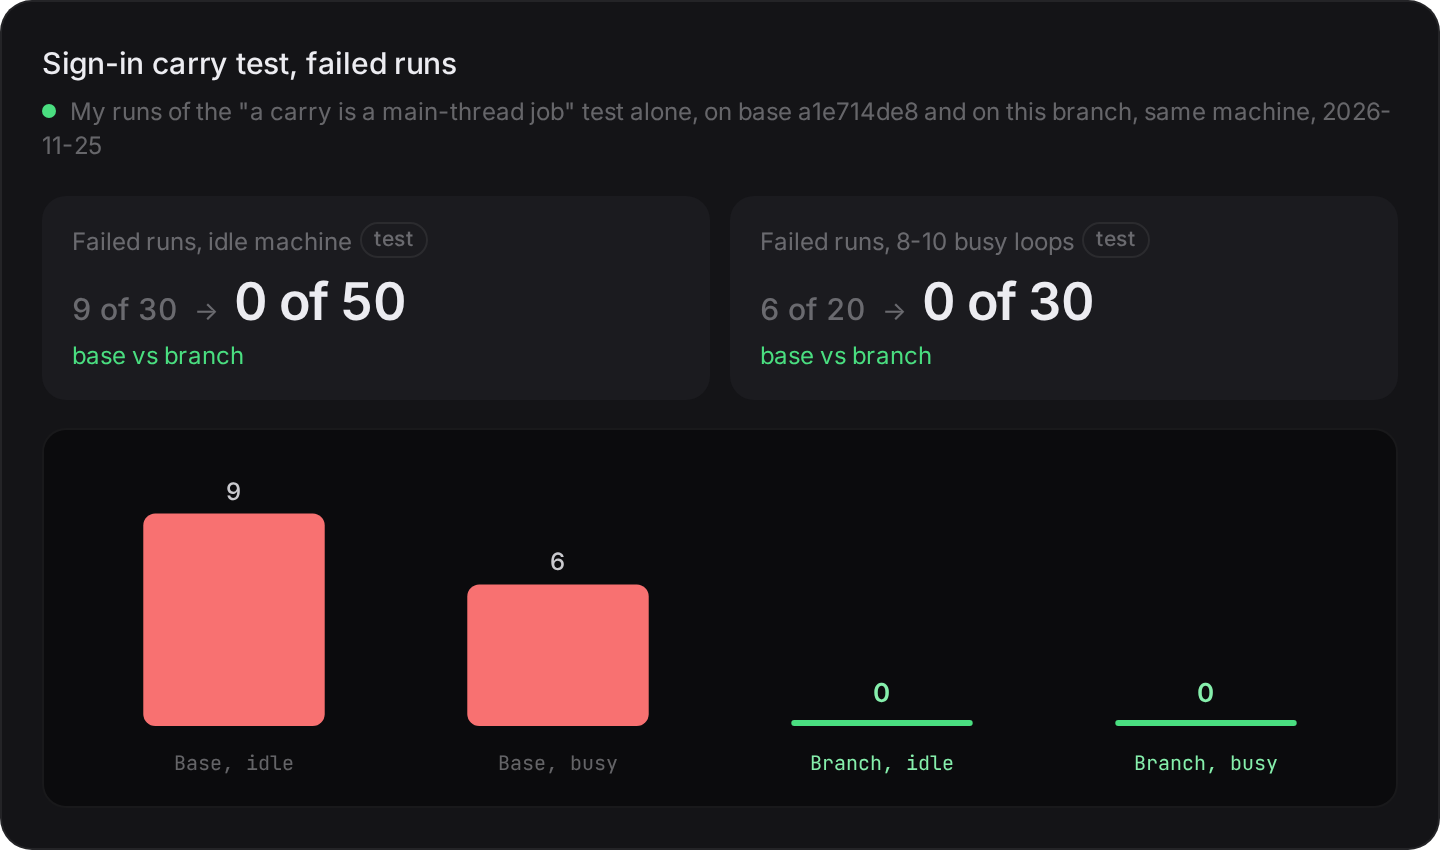 Sign-in carry test, failed runs
My runs of the "a carry is a main-thread job" test alone, on base a1e714de8 and on this branch, same machine, 2026-
11-25
Failed runs, idle machine test
9 of 30 → 0 of 50
base vs branch
Failed runs, 8-10 busy loops test
6 of 20 → 0 of 30
base vs branch
9
6
0
0
Base, idle
Base, busy
Branch, idle
Branch, busy